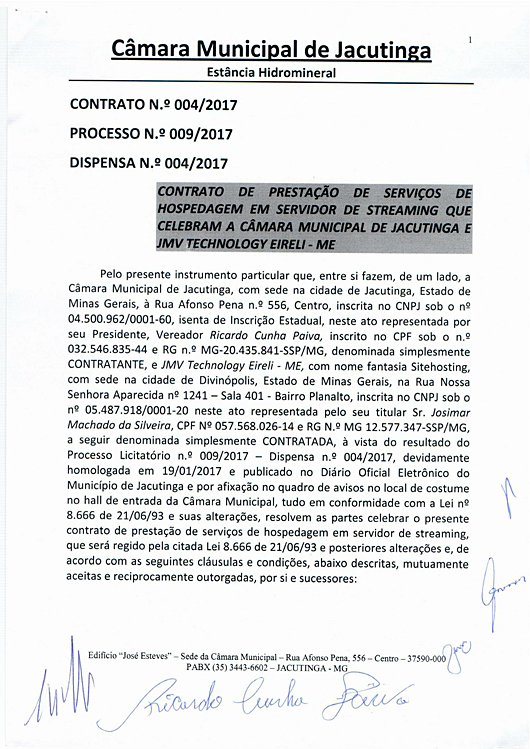 1
Câmara Municipal de Jacutinga
Estância Hidromineral
CONTRATO N.º 004/2017
PROCESSO N.º 009/2017
DISPENSA N.º 004/2017
CONTRATO DE PRESTAÇÃO DE SERVIÇOS DE
HOSPEDAGEM EM SERVIDOR DE STREAMING QUE
CELEBRAM A CÂMARA MUNICIPAL DE JACUTINGA E
JMV TECHNOLOGY EIRELI - ME
Pelo presente instrumento particular que, entre si fazem, de um lado, a
Câmara Municipal de Jacutinga, com sede na cidade de Jacutinga, Estado de
Minas Gerais, à Rua Afonso Pena n.º 556, Centro, inscrita no CNPJ sob o nº
04.500.962/0001-60, isenta de Inscrição Estadual, neste ato representada por
seu Presidente, Vereador Ricardo Cunha Paiva, inscrito no CPF sob o n.º
032.546.835-44 e RG n.º MG-20.435.841-SSP/MG, denominada simplesmente
CONTRATANTE, e JMV Technology Eireli - ME, com nome fantasia Sitehosting,
com sede na cidade de Divinópolis, Estado de Minas Gerais, na Rua Nossa
Senhora Aparecida nº 1241 – Sala 401 - Bairro Planalto, inscrita no CNPJ sob o
nº 05.487.918/0001-20 neste ato representada pelo seu titular Sr. Josimar
Machado da Silveira, CPF Nº 057.568.026-14 e RG N.º MG 12.577.347-SSP/MG,
a seguir denominada simplesmente CONTRATADA, à vista do resultado do
Processo Licitatório n.º 009/2017 – Dispensa n.º 004/2017, devidamente
homologada em 19/01/2017 e publicado no Diário Oficial Eletrônico do
Município de Jacutinga e por afixação no quadro de avisos no local de costume
no hall de entrada da Câmara Municipal, tudo em conformidade com a Lei nº
8.666 de 21/06/93 e suas alterações, resolvem as partes celebrar o presente
contrato de prestação de serviços de hospedagem em servidor de streaming,
que será regido pela citada Lei 8.666 de 21/06/93 e posteriores alterações e, de
acordo com as seguintes cláusulas e condições, abaixo descritas, mutuamente
aceitas e reciprocamente outorgadas, por si e sucessores:
Edifício “José Esteves” – Sede da Câmara Municipal – Rua Afonso Pena, 556 – Centro – 37590-000
PABX (35) 3443-6602 – JACUTINGA - MG
Ricardo Cunha Paiva